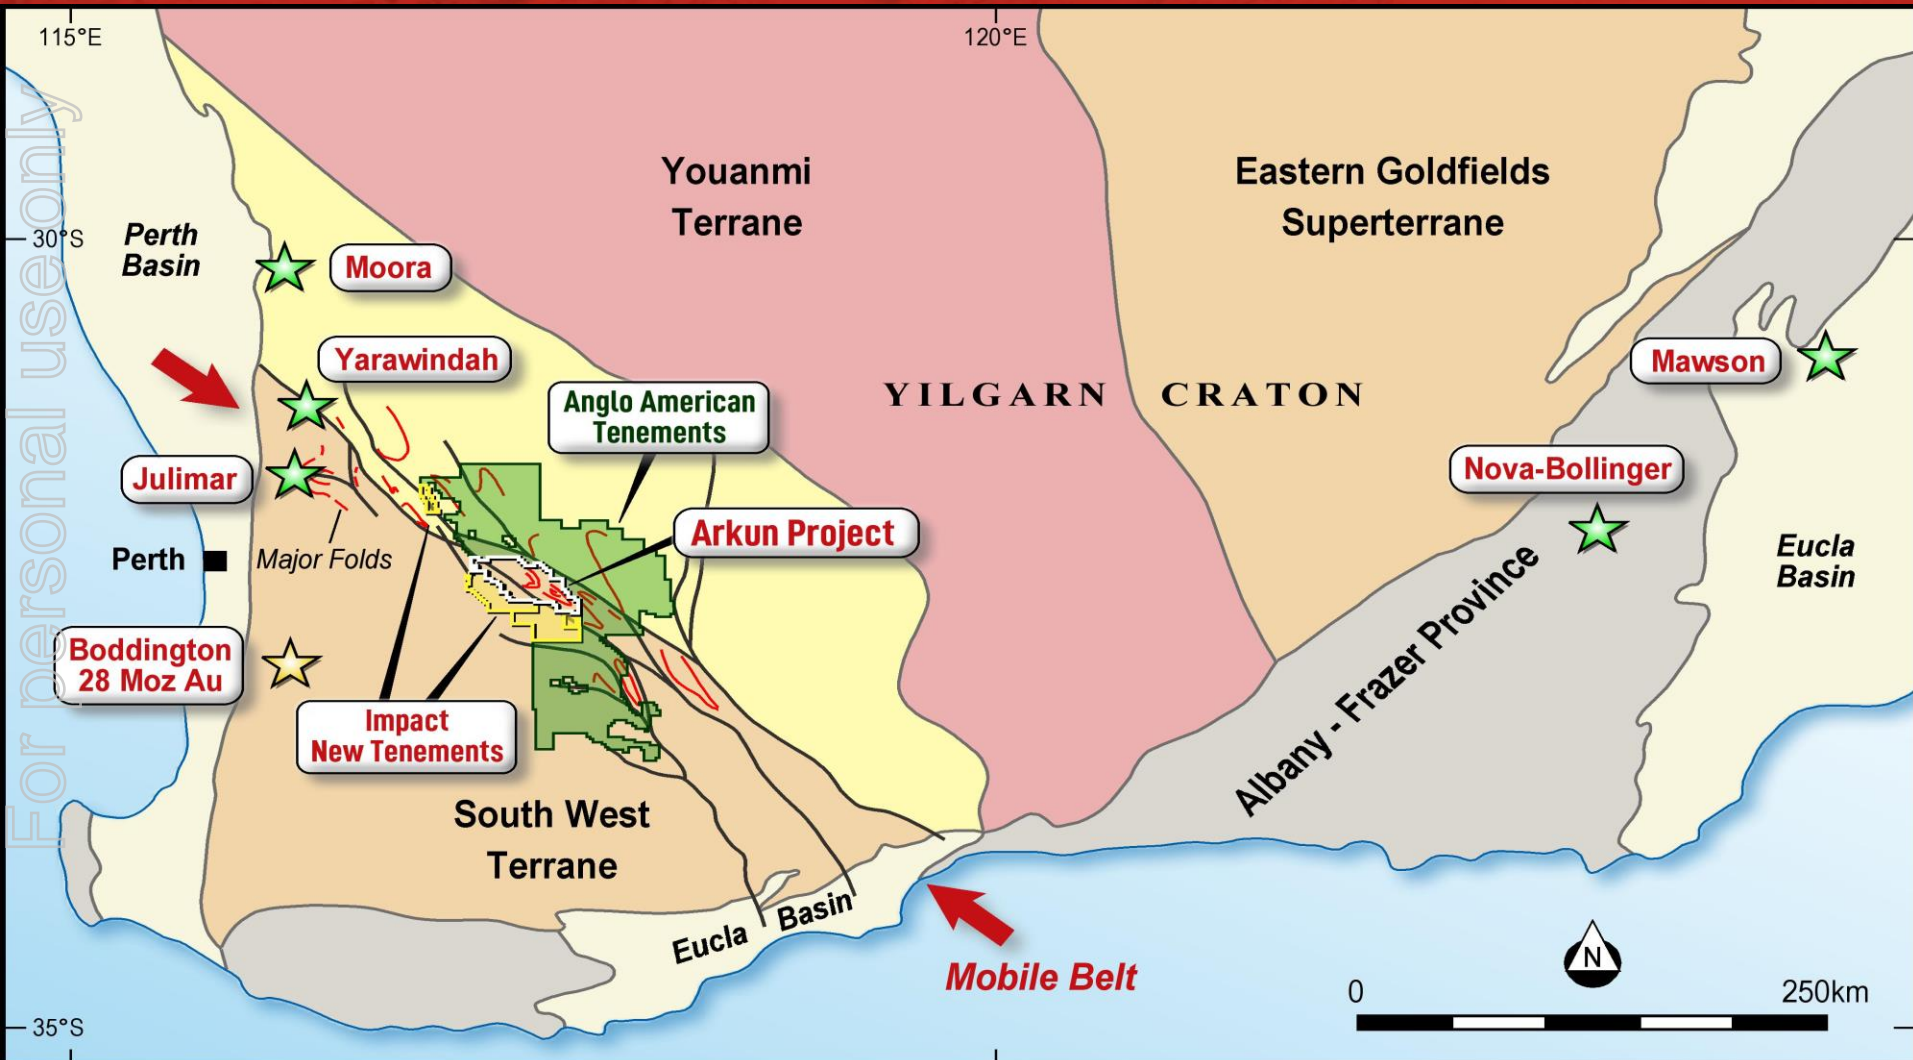 115°E
120°E
For personal use only
Youanmi
Terrane
Eastern Goldfields
Superterrane
30°S
Perth
Basin
Moora
Yarawindah
Mawson
YILGARN CRATON
Anglo American
Tenements
Julimar
Nova-Bollinger
Arkun Project
Perth
Major Folds
Eucla
Basin
Boddington
28 Moz Au
Albany - Frazer Province
Impact
New Tenements
South West
Terrane
Eucla Basin
Mobile Belt
N
0 250km
35°S